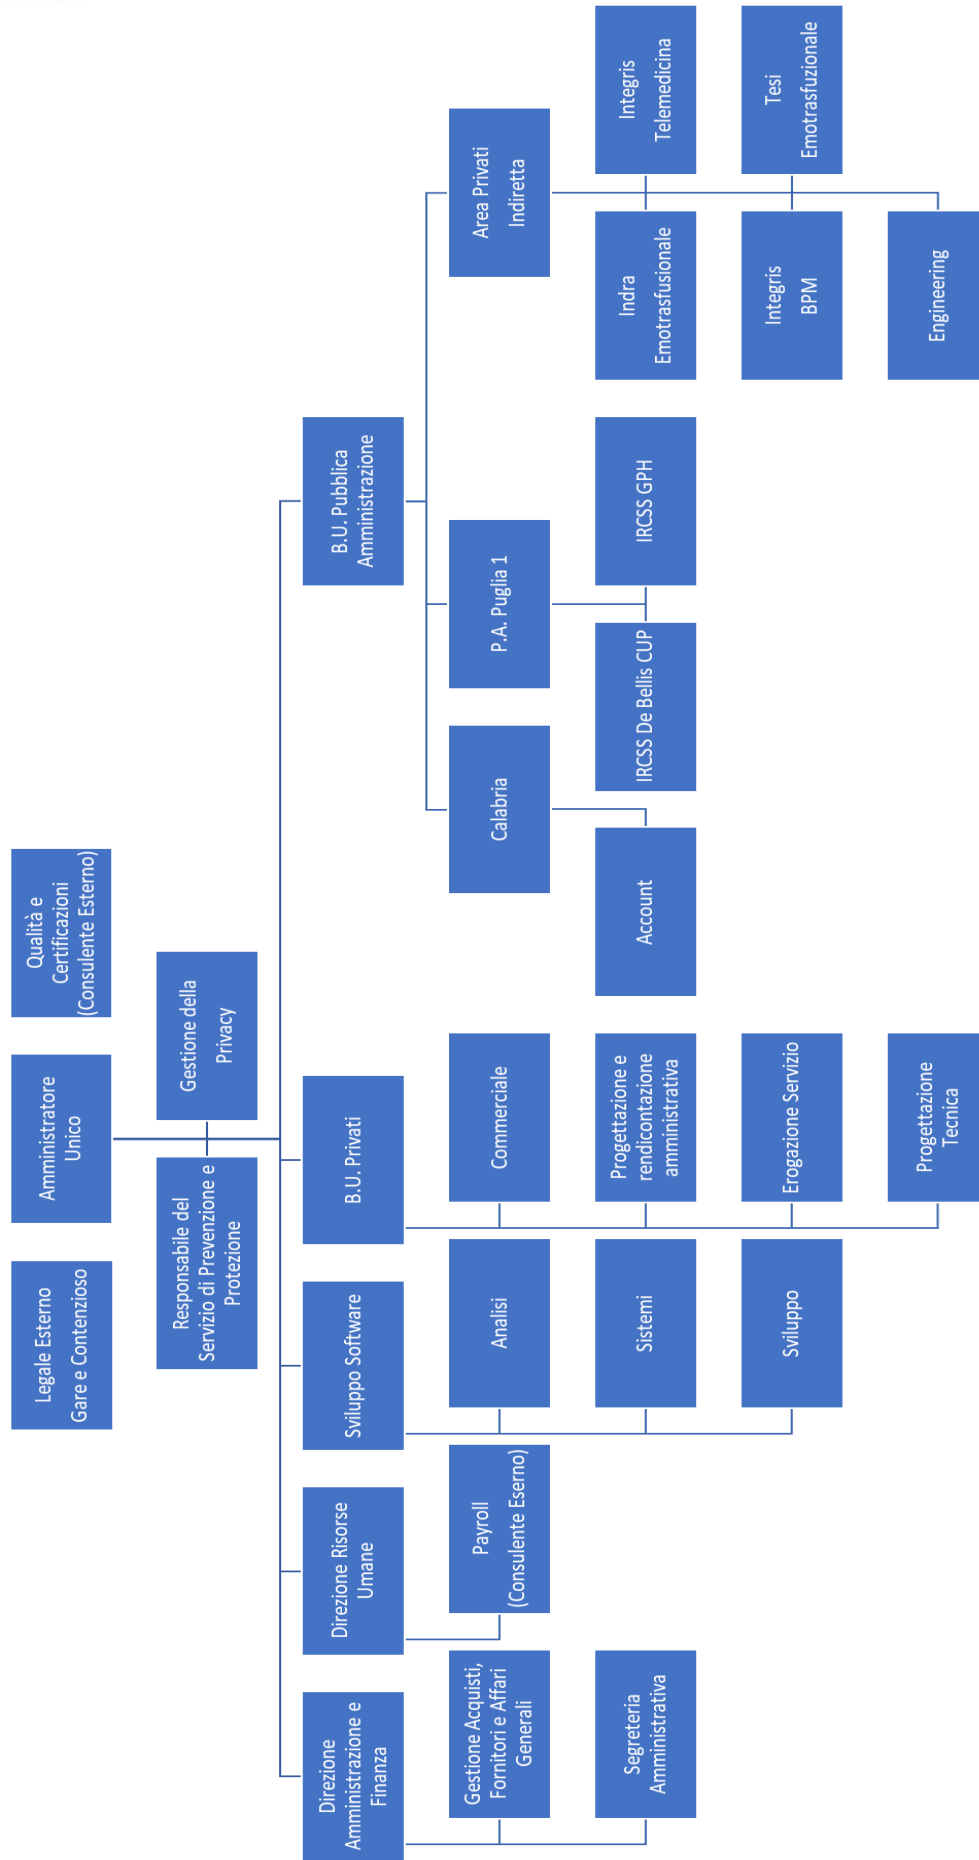 Legale Esterno
Gare e Contenzioso
Amministratore
Unico
Qualità e
Certificazioni
(Consulente Esterno)
Responsabile del
Servizio di Prevenzione e
Protezione
Gestione della
Privacy
Direzione
Amministrazione e
Finanza
Direzione Risorse
Umane
Sviluppo Software
B.U. Privati
B.U. Pubblica
Amministrazione
Gestione Acquisti,
Fornitori e Affari
Generali
Payroll
(Consulente Eserno)
Analisi
Commerciale
Calabria
P.A. Puglia 1
Area Privati
Indiretta
Segreteria
Amministrativa
Sistemi
Progettazione e
rendicontazione
amministrativa
Account
IRCSS De Bellis CUP
IRCSS GPH
Indra
Emotrasfusionale
Integris
Telemedicina
Sviluppo
Erogazione Servizio
Integris
BPM
Tesi
Emotrasfuzionale
Progettazione
Tecnica
Engineering